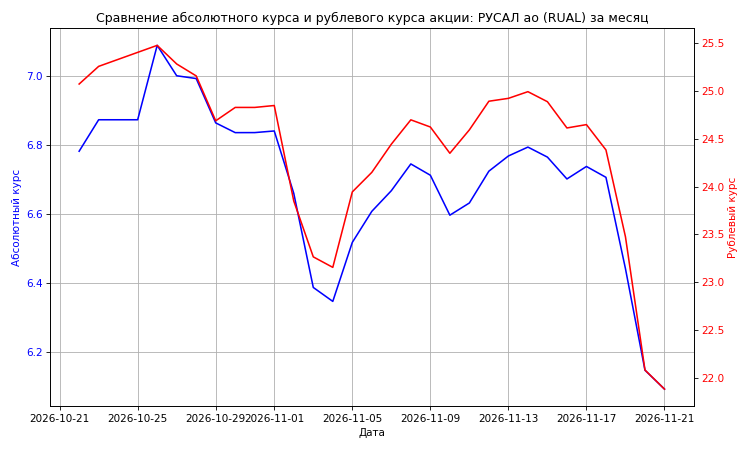 Сравнение абсолютного курса и рублевого курса акции: РУСАЛ ао (RUAL) за месяц
7.0
6.8
6.6
6.4
6.2
Абсолютный курс
25.5
25.0
24.5
24.0
23.5
23.0
22.5
22.0
Рублевый курс
2026-10-21 2026-10-25 2026-10-29 2026-11-01 2026-11-05 2026-11-09 2026-11-13 2026-11-17 2026-11-21
Дата